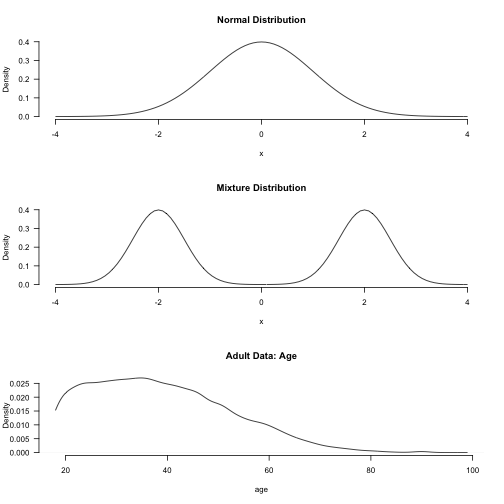 Normal Distribution
Density
0.4
0.3
0.2
0.1
0.0
-4 -2 0 2 4
x
Mixture Distribution
Density
0.4
0.3
0.2
0.1
0.0
-4 -2 0 2 4
x
Adult Data: Age
Density
0.025
0.020
0.015
0.010
0.005
0.000
20 40 60 80 100
age